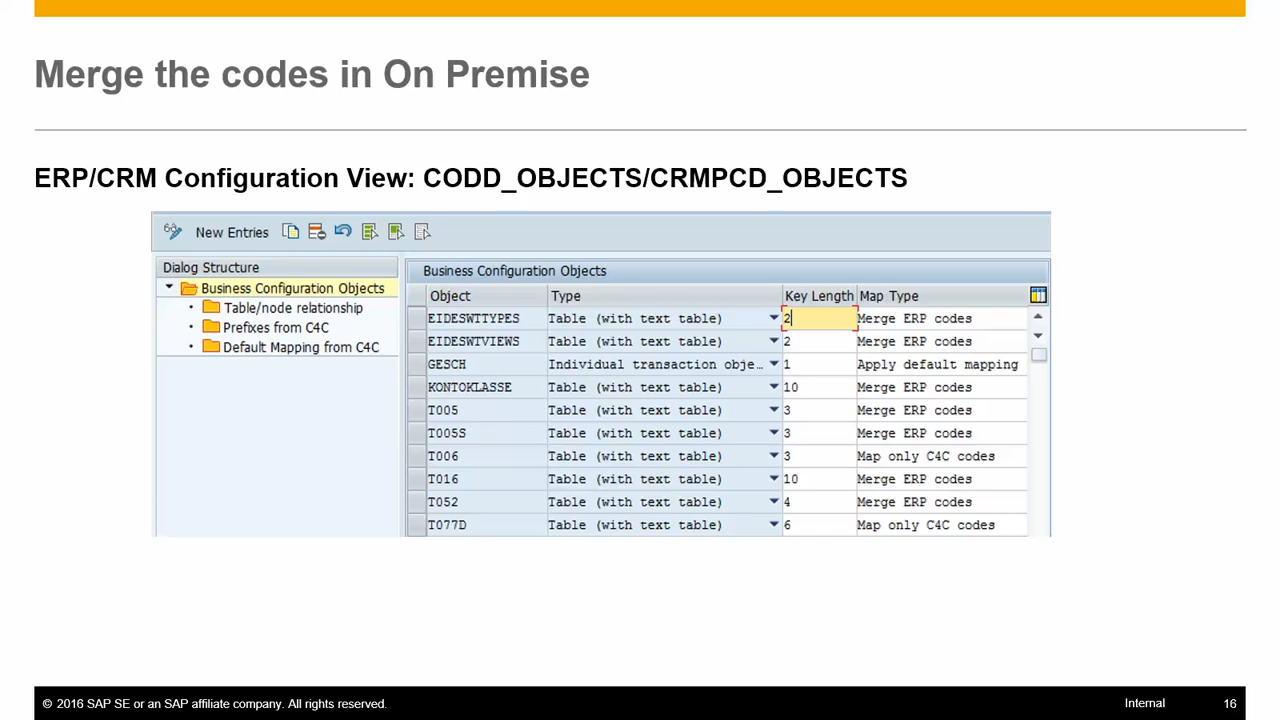 Merge the codes in On Premise
ERP/CRM Configuration View: CODD_OBJECTS/CRMPCD_OBJECTS
New Entries
Dialog Structure
Business Configuration Objects
Table/node relationship
Prefixes from C4C
Default Mapping from C4C
Business Configuration Objects
Object Type Key Length Map Type
EIDESWTTYPES Table (with text table) 2 Merge ERP codes
EIDESWTVIEWS Table (with text table) 2 Merge ERP codes
GESCH Individual transaction obje… 1 Apply default mapping
KONTOKLASSE Table (with text table) 10 Merge ERP codes
T005 Table (with text table) 3 Merge ERP codes
T005S Table (with text table) 3 Merge ERP codes
T006 Table (with text table) 3 Map only C4C codes
T016 Table (with text table) 10 Merge ERP codes
T052 Table (with text table) 4 Merge ERP codes
T077D Table (with text table) 6 Map only C4C codes
© 2016 SAP SE or an SAP affiliate company. All rights reserved. Internal 16